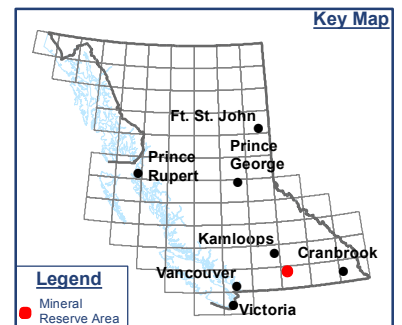 Key Map
Ft. St. John
Prince
George
Prince
Rupert
Kamloops
Cranbrook
Vancouver
Victoria
Legend
Mineral
Reserve Area